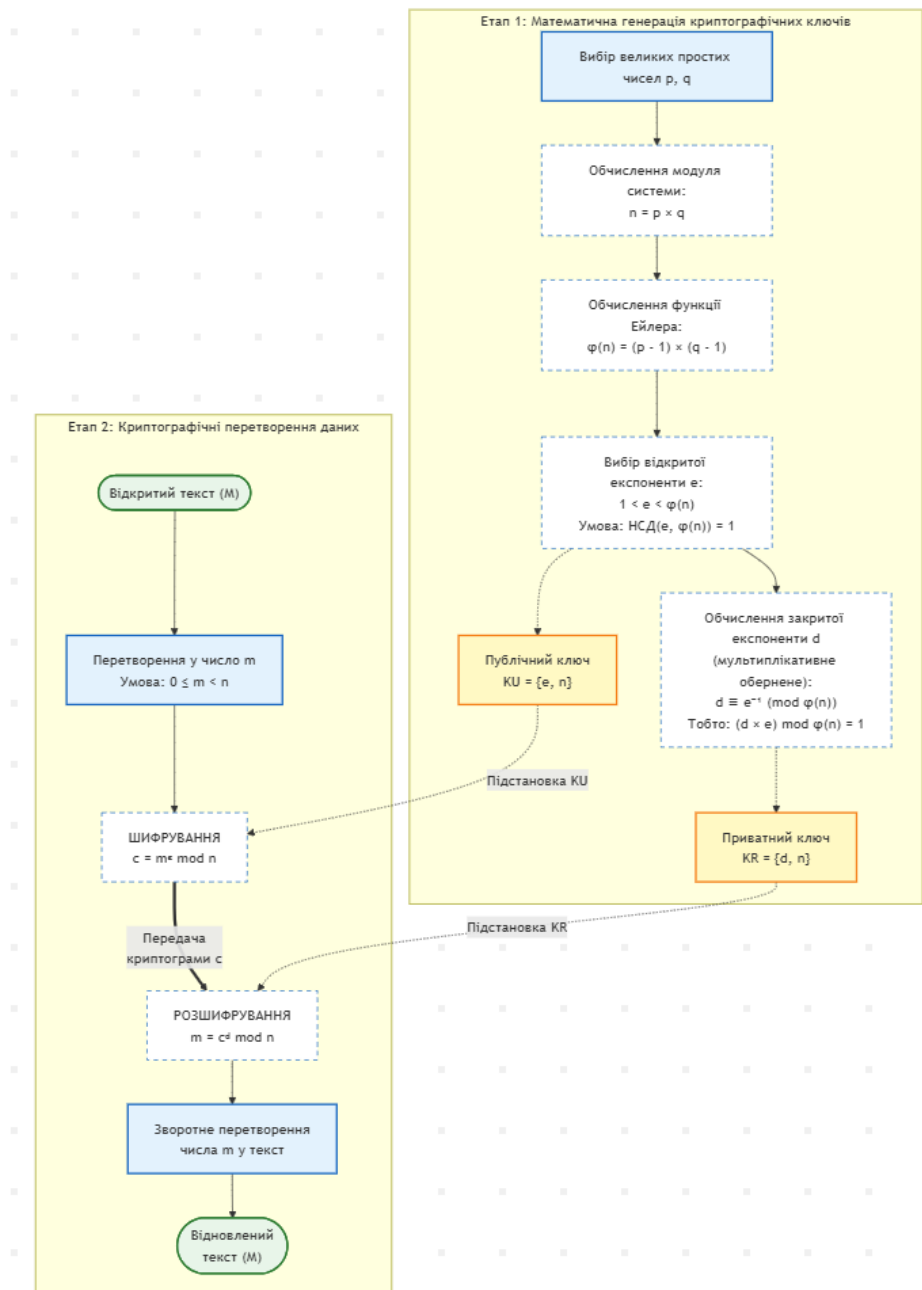 Етап 1: Математична генерація криптографічних ключів
Вибір великих простих
чисел p, q
Обчислення модуля
системи:
n = p × q
Обчислення функції
Ейлера:
φ(n) = (p - 1) × (q - 1)
Вибір відкритої
експоненти e:
1 < e < φ(n)
Умова: НСД(e, φ(n)) = 1
Публічний ключ
KU = {e, n}
Обчислення закритої
експоненти d
(мультиплікативне
обернене):
d ≡ e⁻¹ (mod φ(n))
Тобто: (d × e) mod φ(n) = 1
Підстановка KU
Приватний ключ
KR = {d, n}
Підстановка KR
Етап 2: Криптографічні перетворення даних
Відкритий текст (M)
Перетворення у число m
Умова: 0 ≤ m < n
ШИФРУВАННЯ
c = mᵉ mod n
Передача
криптограми c
РОЗШИФРУВАННЯ
m = cᵈ mod n
Зворотне перетворення
числа m у текст
Відновлений
текст (M)